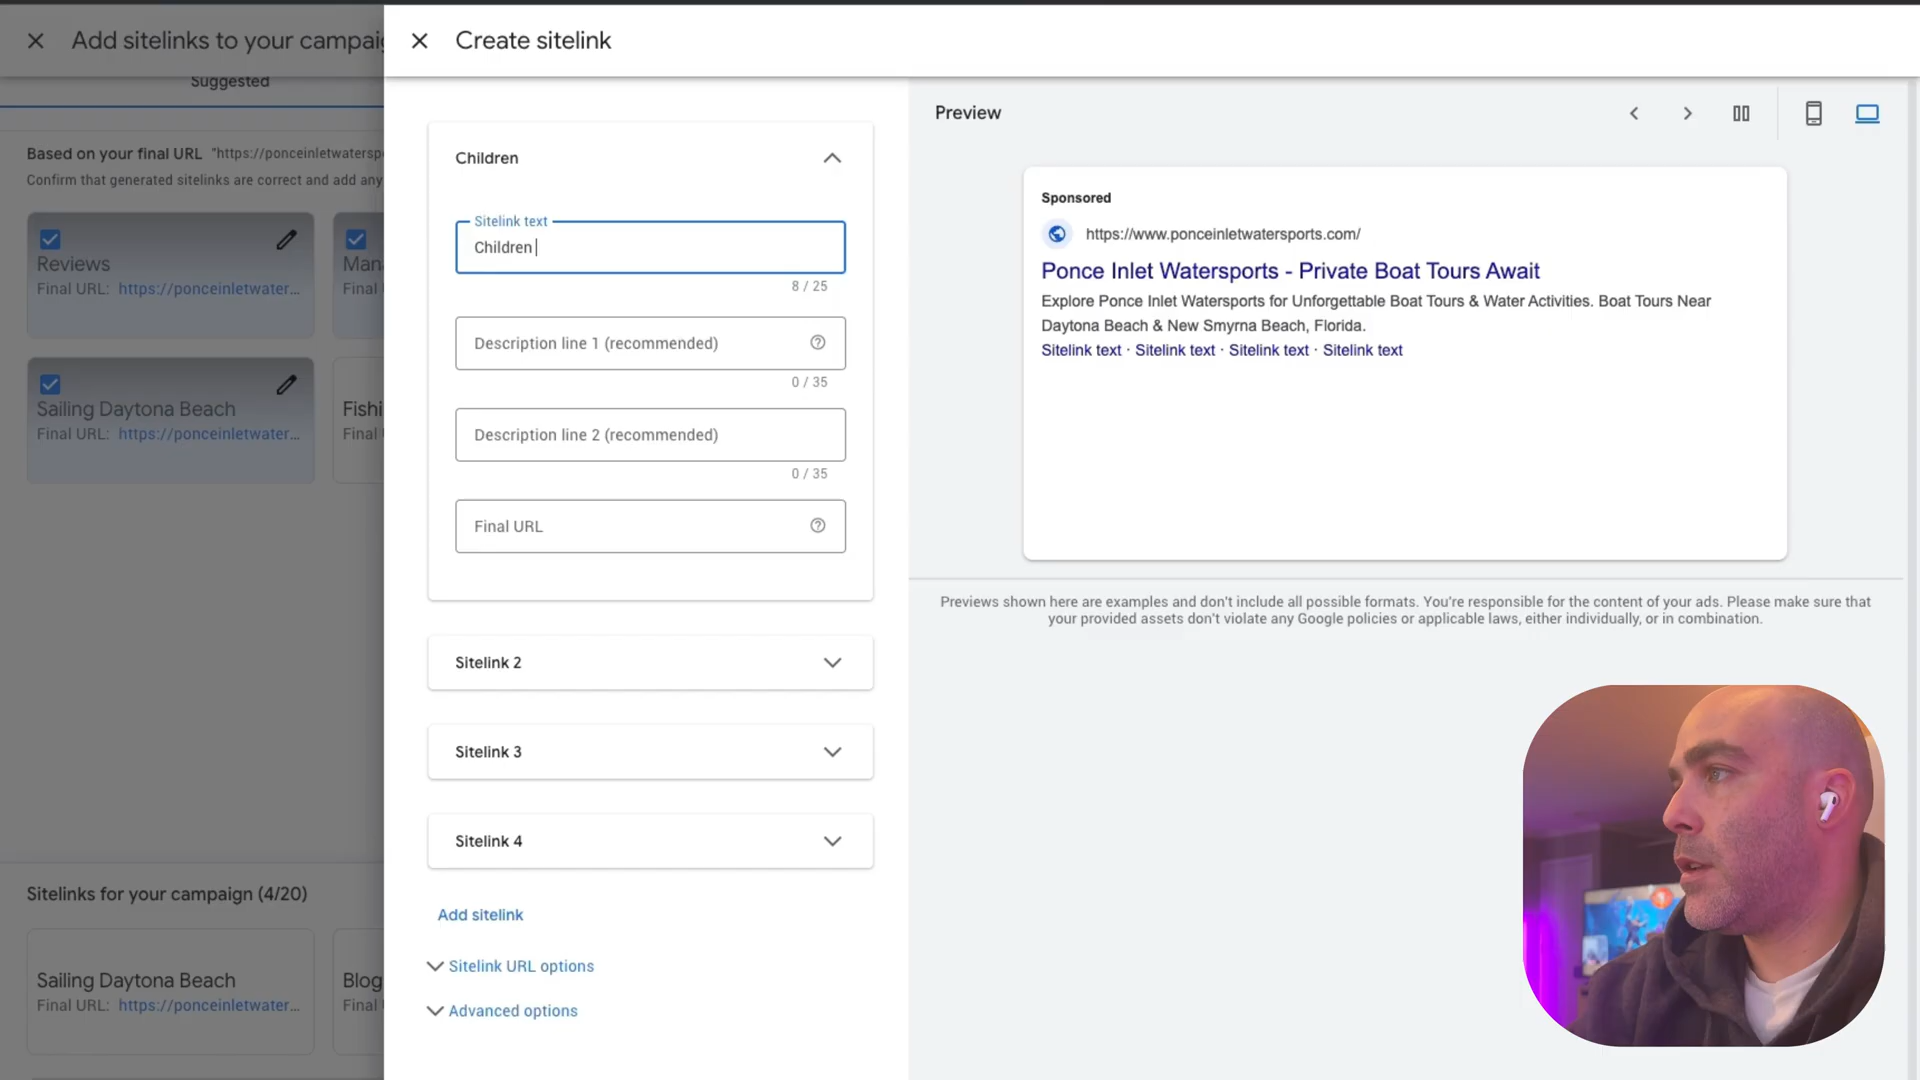 Add sitelinks to your campaig
Suggested
Based on your final URL "https://ponceinletwatersp
Confirm that generated sitelinks are correct and add any
Reviews
Final URL: https://ponceinletwater...
Man
Final U
Sailing Daytona Beach
Final URL: https://ponceinletwater...
Fishi
Final U
Sitelinks for your campaign (4/20)
Sailing Daytona Beach
Final URL: https://ponceinletwater...
Blog
Final U
Create sitelink
Children
Sitelink text
Children
8 / 25
Description line 1 (recommended)
0 / 35
Description line 2 (recommended)
0 / 35
Final URL
Sitelink 2
Sitelink 3
Sitelink 4
Add sitelink
Sitelink URL options
Advanced options
Preview
Sponsored
https://www.ponceinletwatersports.com/
Ponce Inlet Watersports - Private Boat Tours Await
Explore Ponce Inlet Watersports for Unforgettable Boat Tours & Water Activities. Boat Tours Near
Daytona Beach & New Smyrna Beach, Florida.
Sitelink text · Sitelink text · Sitelink text · Sitelink text
Previews shown here are examples and don't include all possible formats. You're responsible for the content of your ads. Please make sure that
your provided assets don't violate any Google policies or applicable laws, either individually, or in combination.